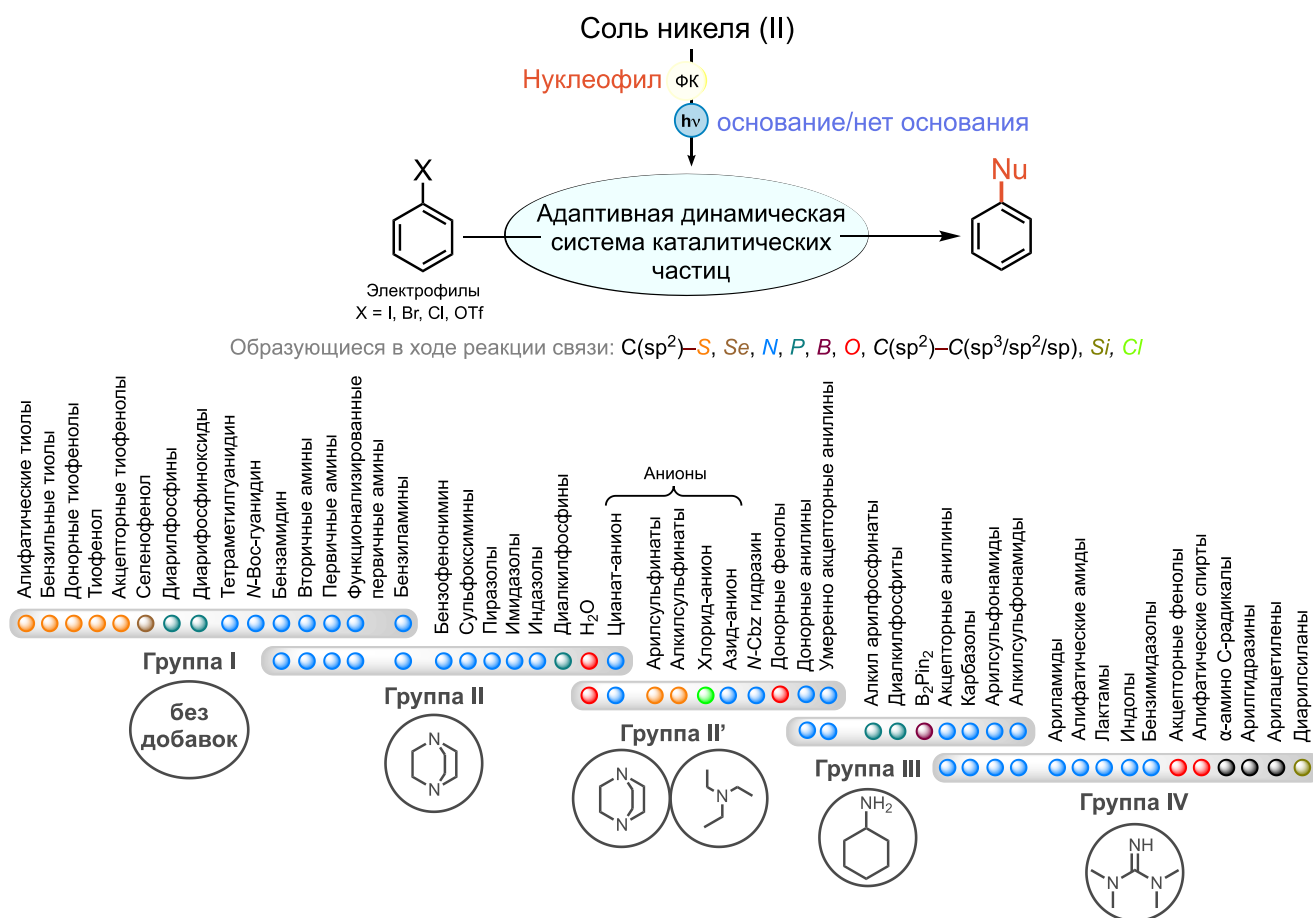 Соль никеля (II)
Нуклеофил
ФК
hν
основание/нет основания
X
Nu
Адаптивная динамическая
система каталитических
частиц
Электрофилы
X = I, Br, Cl, OTf
Образующиеся в ходе реакции связи: C(sp²)–S, Se, N, P, B, O, C(sp²)–C(sp³/sp²/sp), Si, Cl
Алифатические тиолы
Бензильные тиолы
Донорные тиофенолы
Тиофенол
Акцепторные тиофенолы
Селенофенол
Диарилфосфины
Диарифосфиноксиды
Тетраметилгуанидин
N-Boc-гуанидин
Бензамидин
Вторичные амины
Первичные амины
Функционализированные
первичные амины
Бензиламины
Бензофенонимин
Сульфоксимины
Пиразолы
Имидазолы
Индазолы
Диалкилфосфины
H₂O
Анионы
Цианат-анион
Арилсульфинаты
Алкилсульфинаты
Хлорид-анион
Азид-анион
N-Cbz гидразин
Донорные фенолы
Донорные анилины
Умеренно акцепторные анилины
Алкил арилфосфинаты
Диалкилфосфиты
B₂Pin₂
Акцепторные анилины
Карбазолы
Арилсульфонамиды
Алкилсульфонамиды
Ариламиды
Алифатические амиды
Лактамы
Индолы
Бензимидазолы
Акцепторные фенолы
Алифатические спирты
α-амино С-радикалы
Арилгидразины
Арилацетилены
Диарилсиланы
Группа I
без
добавок
Группа II
N
N
Группа II'
N
N
N
Группа III
NH₂
Группа IV
NH
N
N